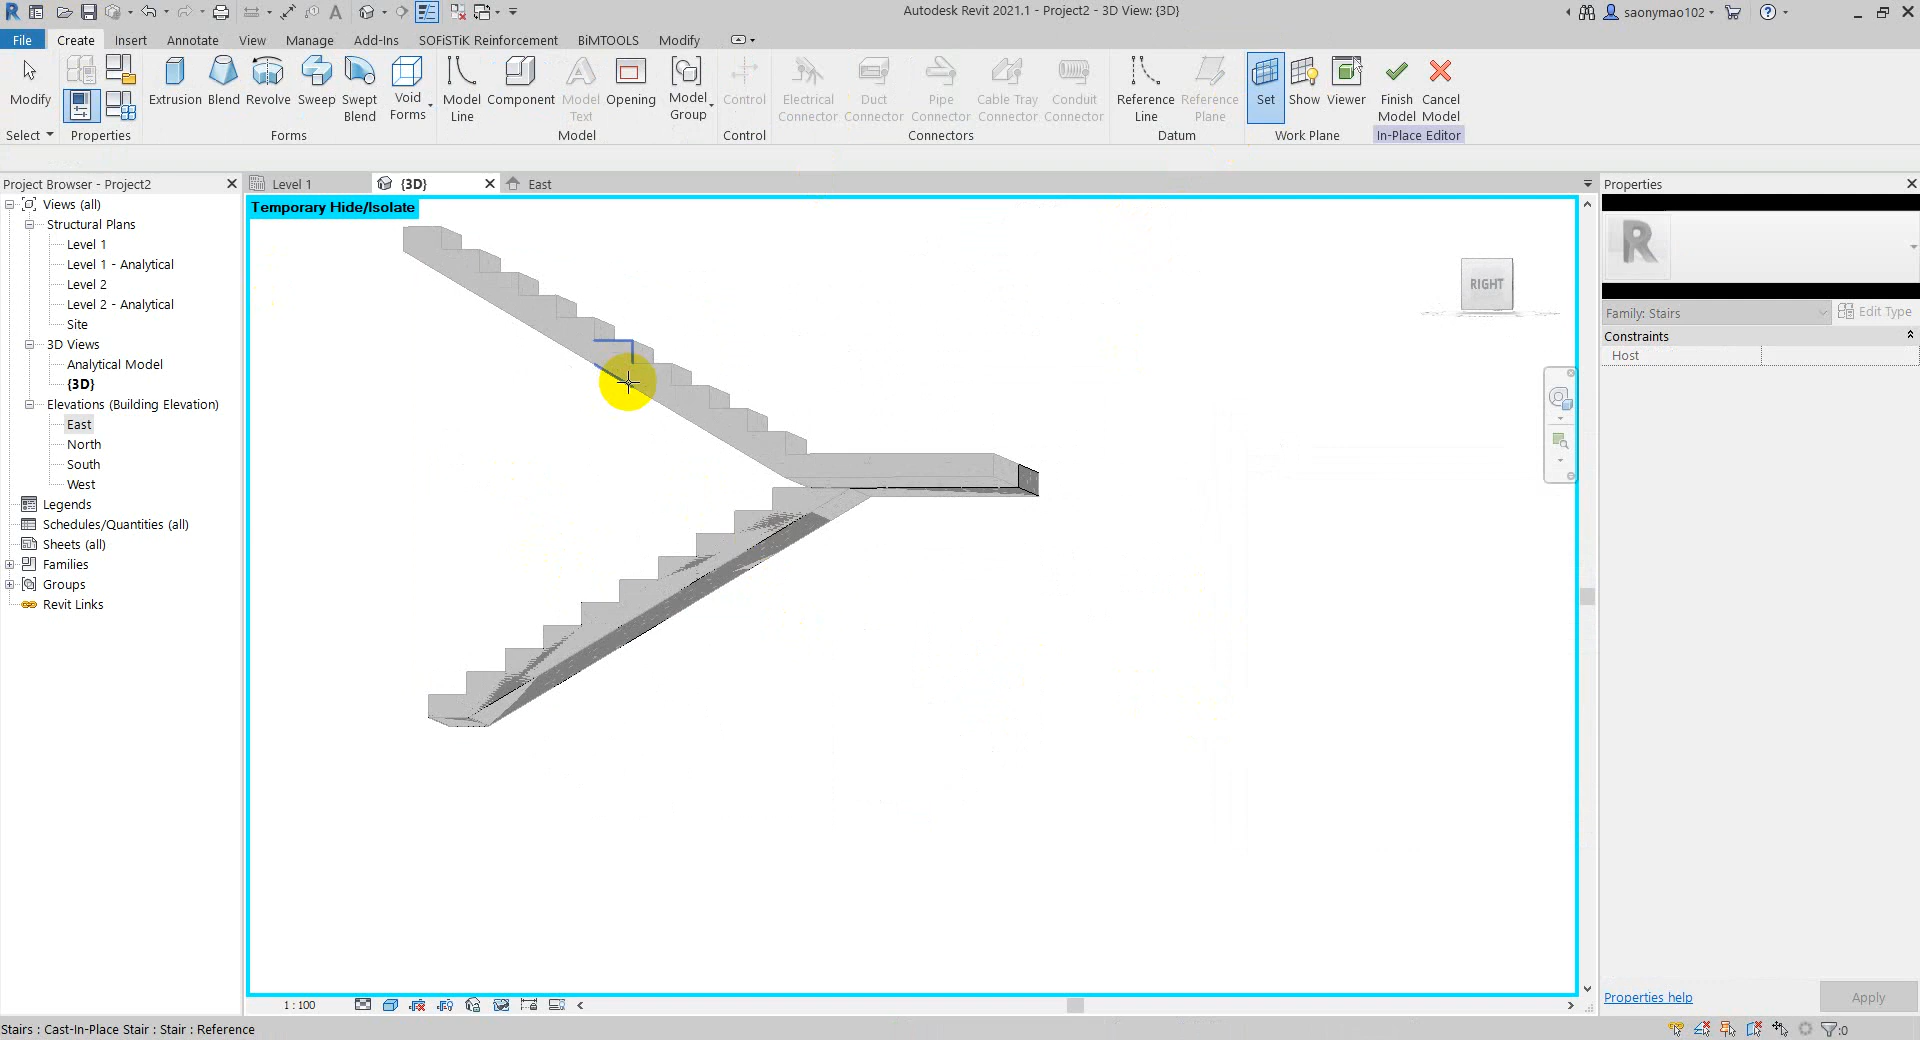 Autodesk Revit 2021.1 - Project2 - 3D View: {3D}
saonymao102
File
Create
Insert
Annotate
View
Manage
Add-Ins
SOFiSTiK Reinforcement
BiMTOOLS
Modify
Modify
Extrusion
Blend
Revolve
Sweep
Swept Blend
Void Forms
Model Line
Component
Model Text
Opening
Model Group
Control
Electrical Connector
Duct Connector
Pipe Connector
Cable Tray Connector
Conduit Connector
Reference Line
Reference Plane
Set
Show
Viewer
Finish Model
Cancel Model
Select
Properties
Forms
Model
Control
Connectors
Datum
Work Plane
In-Place Editor
Project Browser - Project2
Views (all)
Structural Plans
Level 1
Level 1 - Analytical
Level 2
Level 2 - Analytical
Site
3D Views
Analytical Model
{3D}
Elevations (Building Elevation)
East
North
South
West
Legends
Schedules/Quantities (all)
Sheets (all)
Families
Groups
Revit Links
Level 1
{3D}
East
Temporary Hide/Isolate
RIGHT
1 : 100
Properties
R
Family: Stairs
Edit Type
Constraints
Host
Properties help
Apply
Stairs : Cast-In-Place Stair : Stair : Reference
:0